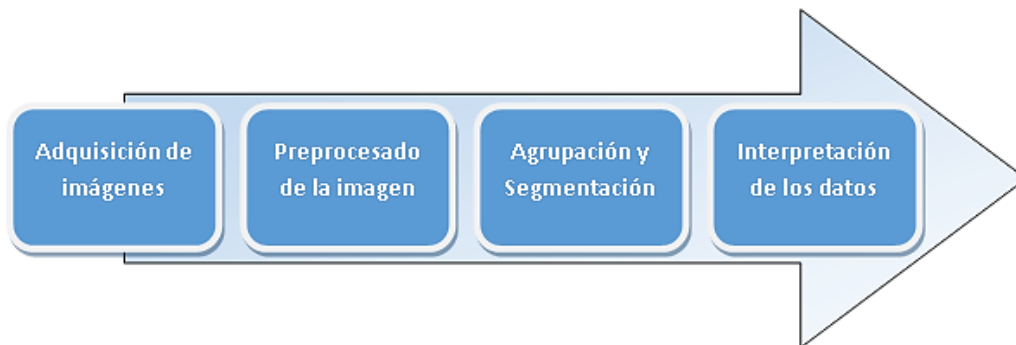 Adquisición de
imágenes
Preprocesado
de la imagen
Agrupación y
Segmentación
Interpretación
de los datos